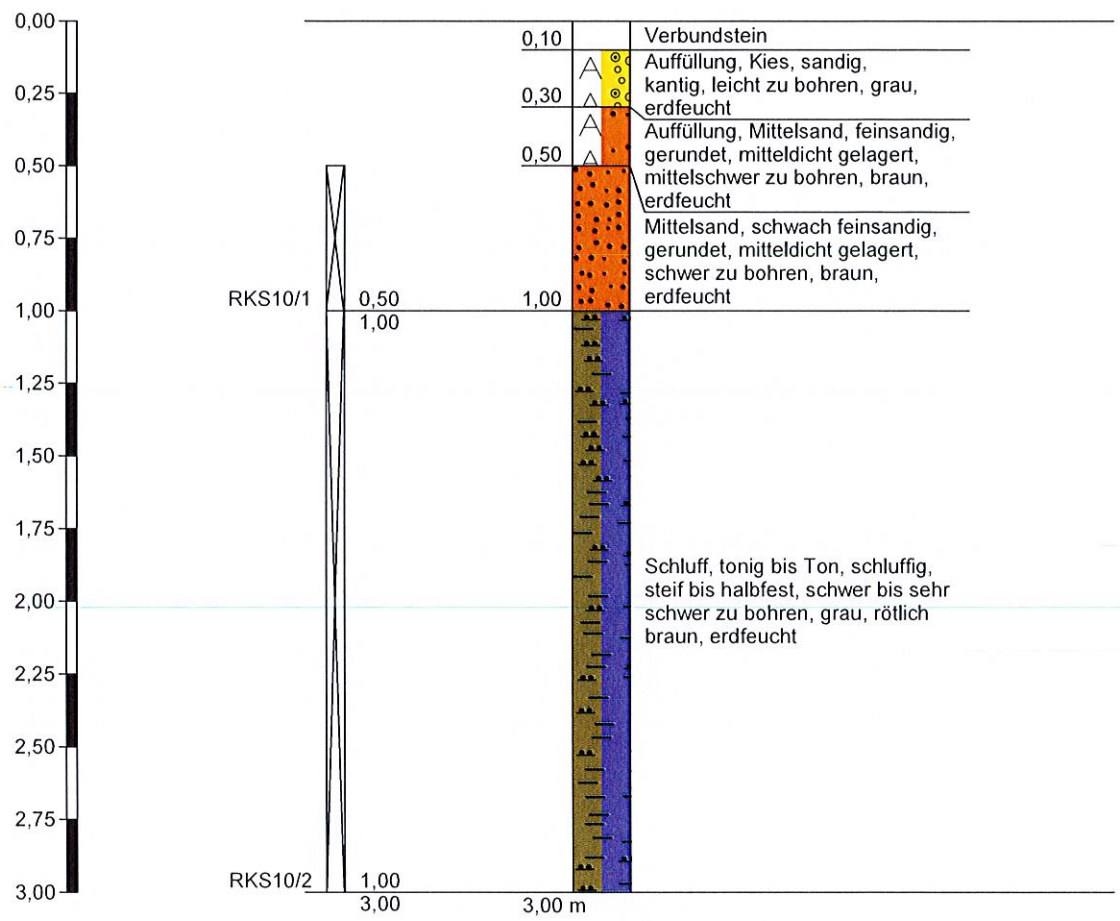 0,00
0,25
0,50
0,75
1,00
1,25
1,50
1,75
2,00
2,25
2,50
2,75
3,00
RKS10/1
0,50
1,00
RKS10/2
1,00
3,00
0,10
0,30
0,50
1,00
3,00 m
A
A
A
A
Verbundstein
Auffüllung, Kies, sandig,
kantig, leicht zu bohren, grau,
erdfeucht
Auffüllung, Mittelsand, feinsandig,
gerundet, mitteldicht gelagert,
mittelschwer zu bohren, braun,
erdfeucht
Mittelsand, schwach feinsandig,
gerundet, mitteldicht gelagert,
schwer zu bohren, braun,
erdfeucht
Schluff, tonig bis Ton, schluffig,
steif bis halbfest, schwer bis sehr
schwer zu bohren, grau, rötlich
braun, erdfeucht